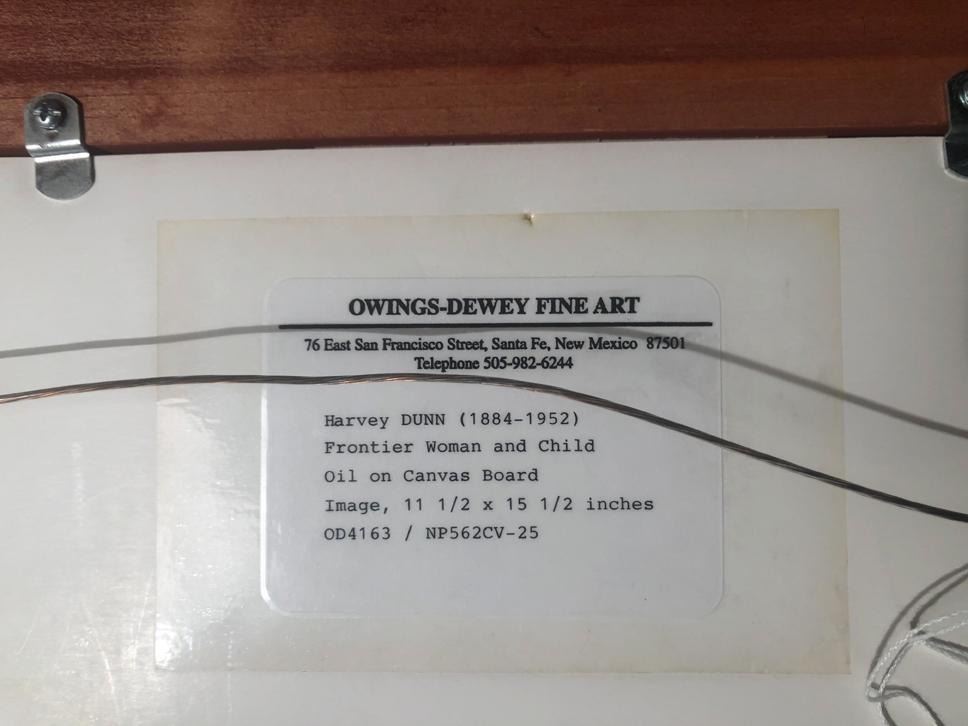 OWINGS-DEWEY FINE ART
76 East San Francisco Street, Santa Fe, New Mexico 87501
Telephone 505-982-6244
Harvey DUNN (1884-1952)
Frontier Woman and Child
Oil on Canvas Board
Image, 11 1/2 x 15 1/2 inches
OD4163 / NP562CV-25